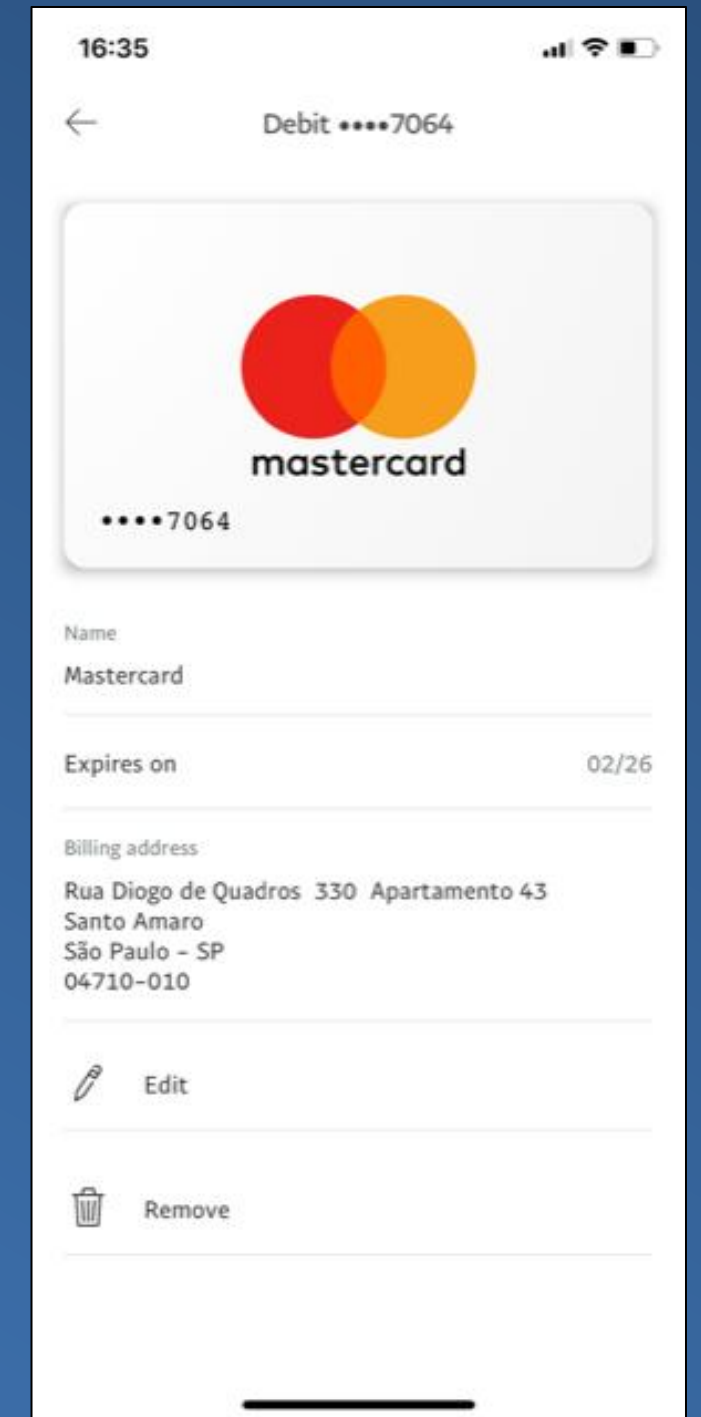 16:35
Debit ••••7064
mastercard
••••7064
Name
Mastercard
Expires on 02/26
Billing address
Rua Diogo de Quadros 330 Apartamento 43
Santo Amaro
São Paulo - SP
04710-010
Edit
Remove